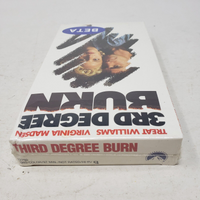 BETA
TREAT WILLIAMS VIRGINIA MADSEN
3RD DEGREE
BURN
THIRD DEGREE BURN